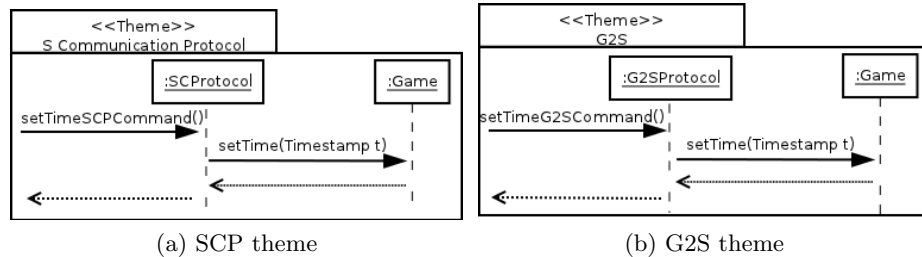 <<Theme>>
S Communication Protocol
:SCProtocol
:Game
setTimeSCPCommand()
setTime(Timestamp t)
(a) SCP theme
<<Theme>>
G2S
:G2SProtocol
:Game
setTimeG2SCommand()
setTime(Timestamp t)
(b) G2S theme